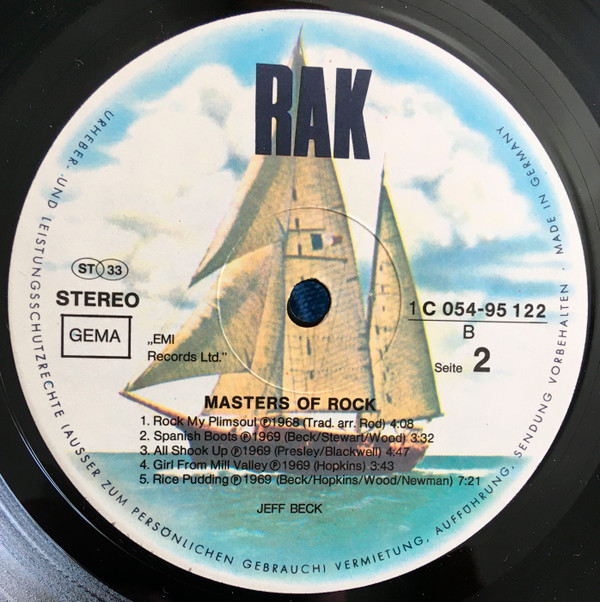 RAK
URHEBER- UND LEISTUNGSSCHUTZRECHTE (AUSSER ZUM PERSÖNLICHEN GEBRAUCH) VERMIETUNG, AUFFÜHRUNG, SENDUNG VORBEHALTEN · MADE IN GERMANY
ST 33
STEREO
GEMA
„EMI
Records Ltd."
1 C 054-95 122
B
Seite 2
MASTERS OF ROCK
1. Rock My Plimsoul ℗1968 (Trad. arr. Rod) 4:08
2. Spanish Boots ℗1969 (Beck/Stewart/Wood) 3:32
3. All Shook Up ℗1969 (Presley/Blackwell) 4:47
4. Girl From Mill Valley ℗1969 (Hopkins) 3:43
5. Rice Pudding ℗1969 (Beck/Hopkins/Wood/Newman) 7:21
JEFF BECK